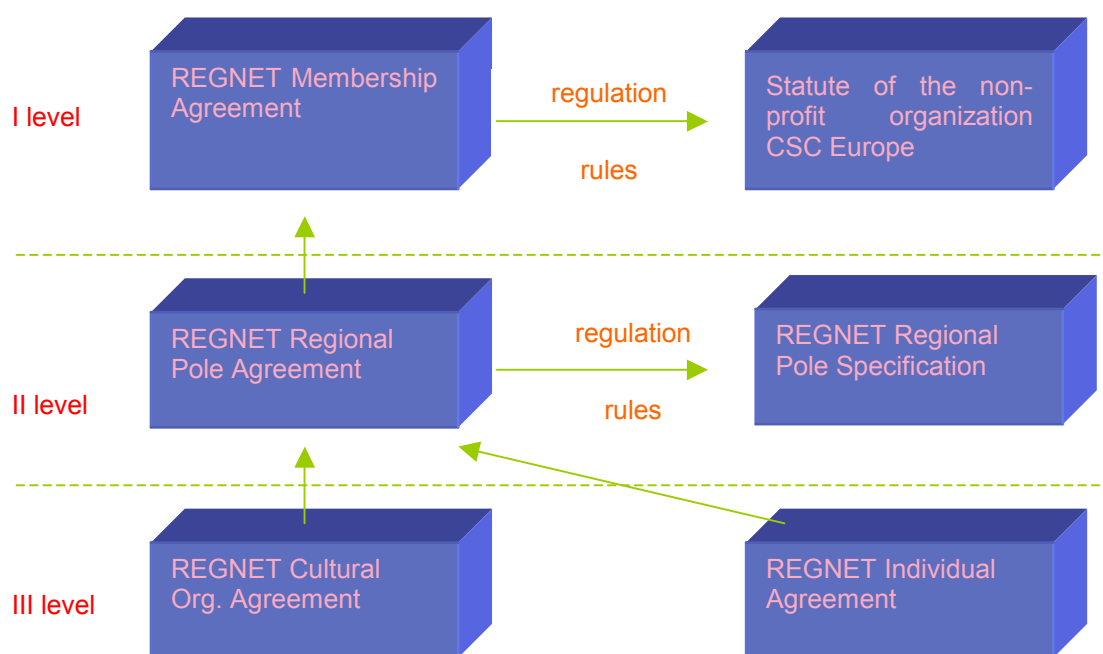 I level
REGNET Membership
Agreement
regulation
rules
Statute of the non-
profit organization
CSC Europe
II level
REGNET Regional
Pole Agreement
regulation
rules
REGNET Regional
Pole Specification
III level
REGNET Cultural
Org. Agreement
REGNET Individual
Agreement